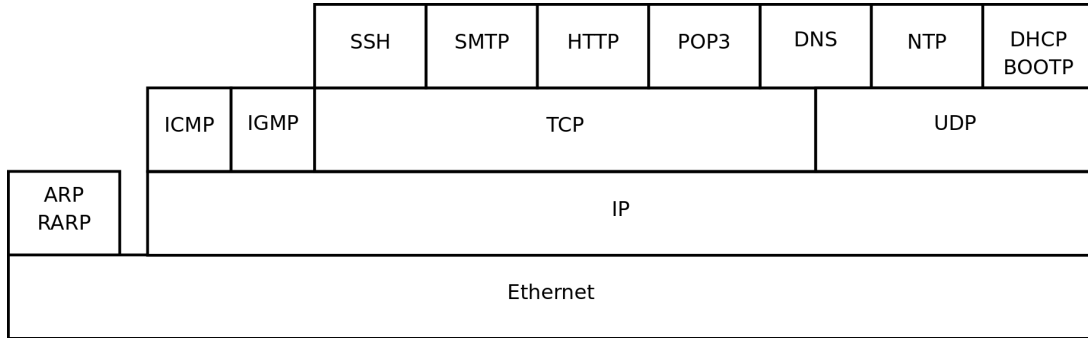 SSH
SMTP
HTTP
POP3
DNS
NTP
DHCP
BOOTP
ICMP
IGMP
TCP
UDP
ARP
RARP
IP
Ethernet